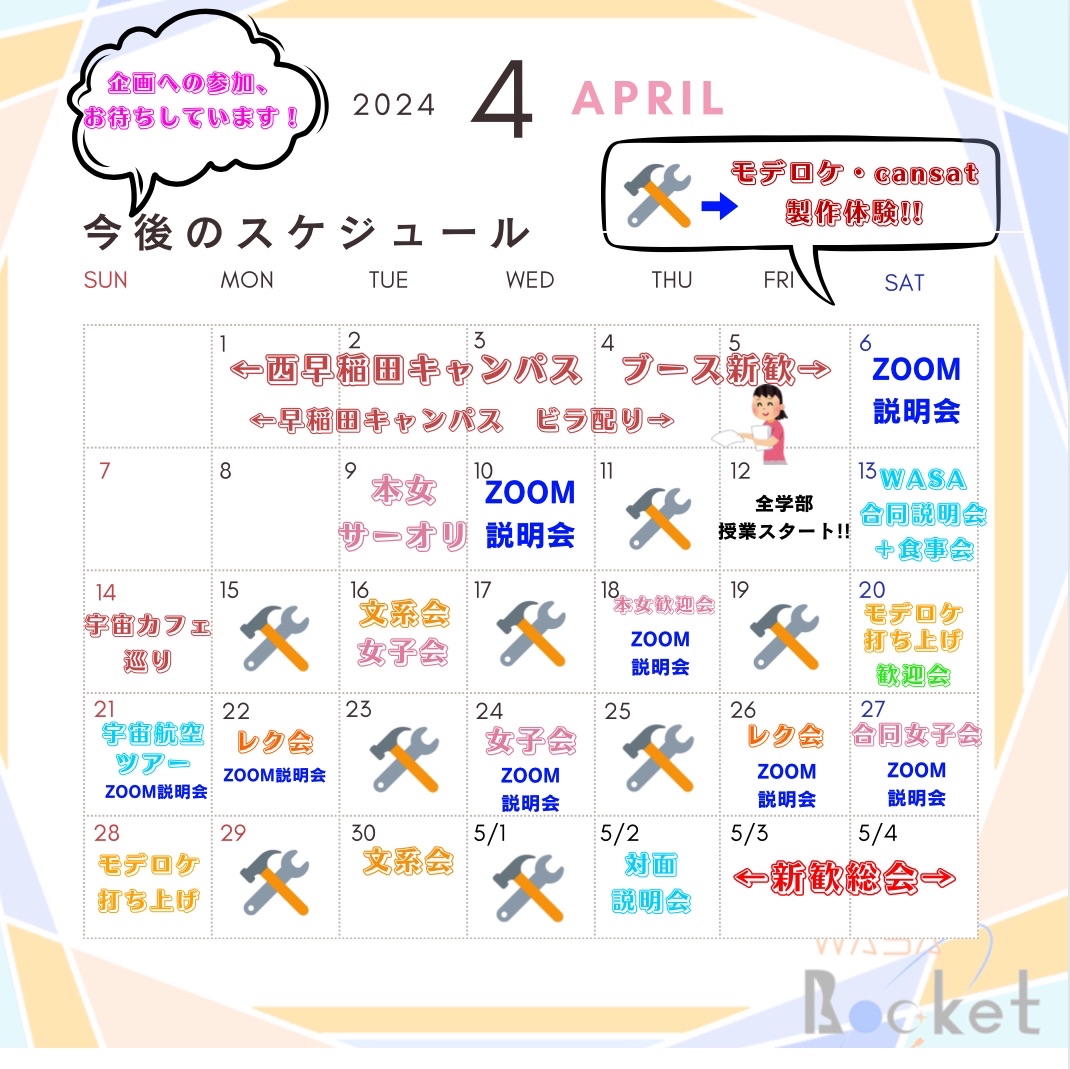 企画への参加、
お待ちしています！
2024 4 APRIL
モデロケ・cansat
製作体験!!
今後のスケジュール
SUN MON TUE WED THU FRI SAT
1 2 3 4 5 6
←西早稲田キャンパス ブース新歓→
←早稲田キャンパス ビラ配り→
ZOOM
説明会
7 8 9 10 11 12 13
本女
サーオリ
ZOOM
説明会
全学部
授業スタート!!
WASA
合同説明会
＋食事会
14 15 16 17 18 19 20
宇宙カフェ
巡り
文系会
女子会
本女歓迎会
ZOOM
説明会
モデロケ
打ち上げ
歓迎会
21 22 23 24 25 26 27
宇宙航空
ツアー
ZOOM説明会
レク会
ZOOM説明会
女子会
ZOOM
説明会
レク会
ZOOM
説明会
合同女子会
ZOOM
説明会
28 29 30 5/1 5/2 5/3 5/4
モデロケ
打ち上げ
文系会
対面
説明会
←新歓総会→
WASA
Rocket